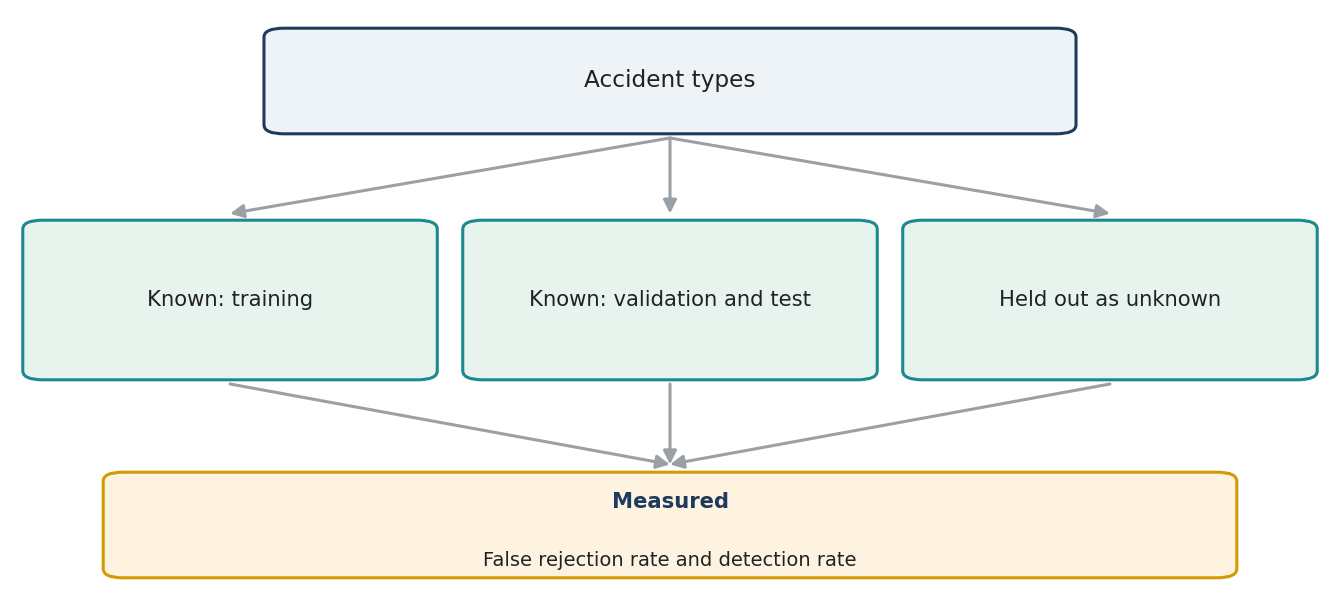 Accident types
Known: training
Known: validation and test
Held out as unknown
Measured
False rejection rate and detection rate